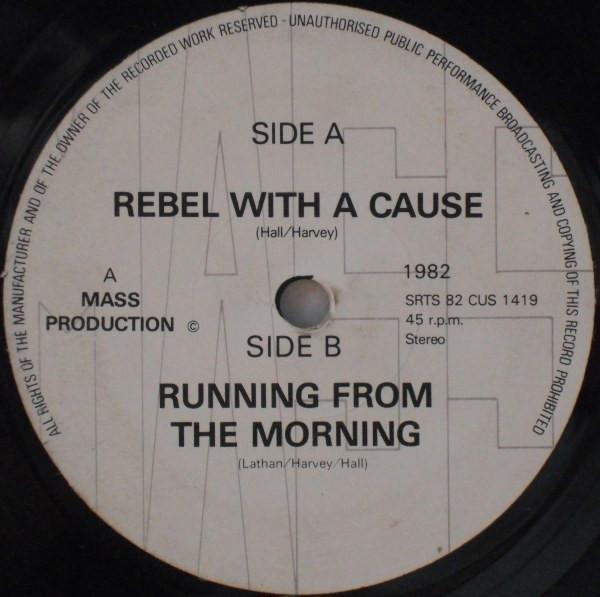 ALL RIGHTS OF THE MANUFACTURER AND OF THE OWNER OF THE RECORDED WORK RESERVED - UNAUTHORISED PUBLIC PERFORMANCE BROADCASTING AND COPYING OF THIS RECORD PROHIBITED
SIDE A
REBEL WITH A CAUSE
(Hall/Harvey)
A
MASS
PRODUCTION ©
1982
SRTS 82 CUS 1419
45 r.p.m.
Stereo
SIDE B
RUNNING FROM
THE MORNING
(Lathan/Harvey/Hall)